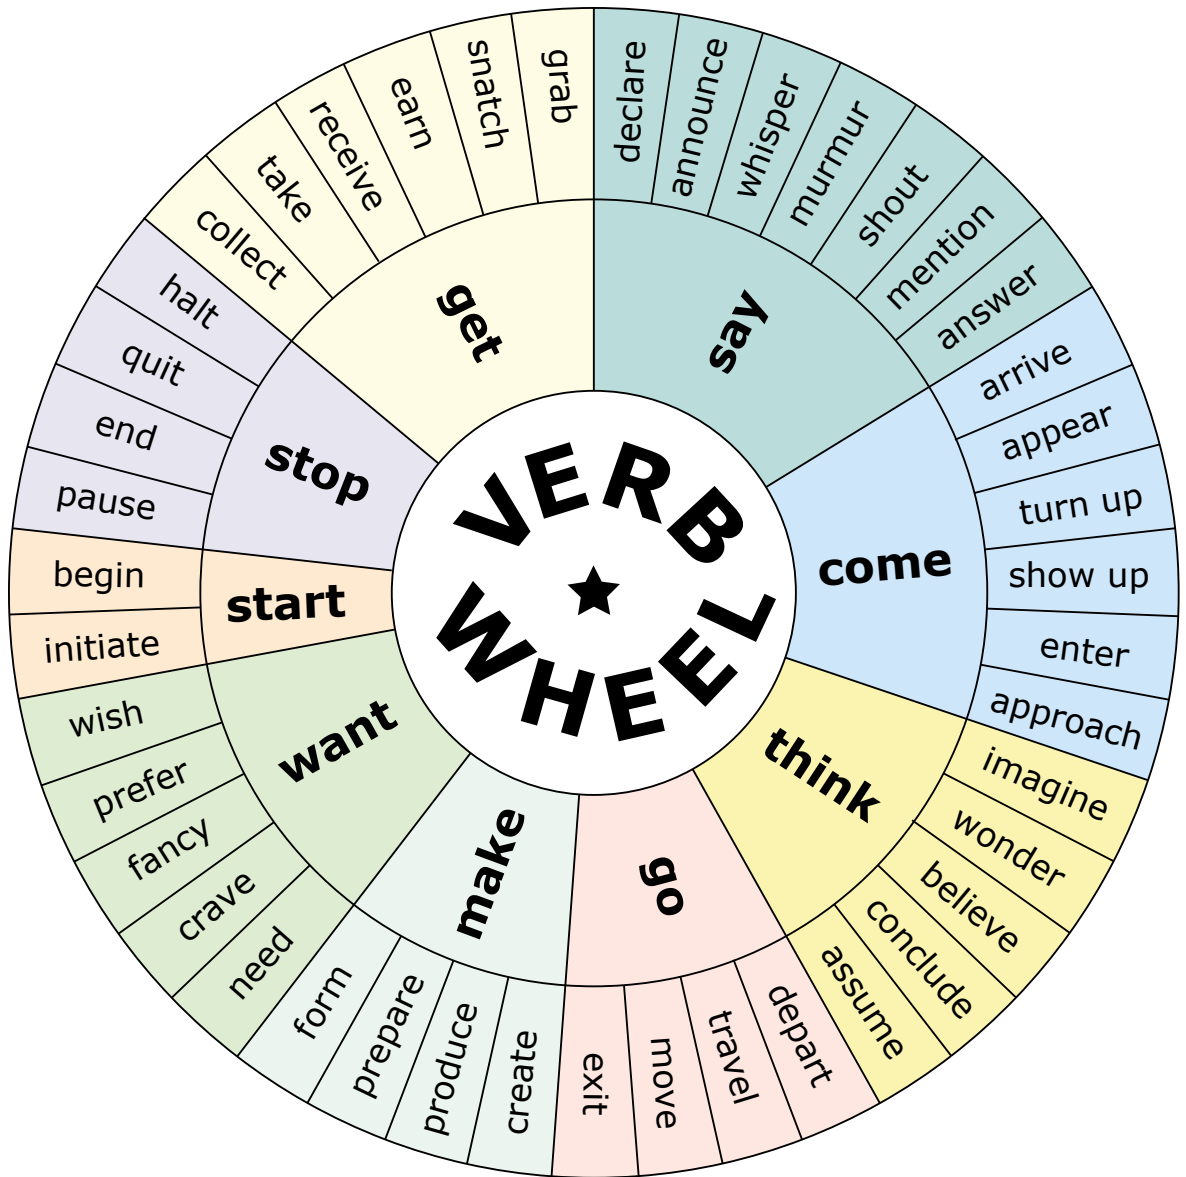 VERB
WHEEL
say
declare
announce
whisper
murmur
shout
mention
answer
come
arrive
appear
turn up
show up
enter
approach
think
imagine
wonder
believe
conclude
assume
go
depart
travel
move
exit
make
create
produce
prepare
form
want
need
crave
fancy
prefer
wish
start
initiate
begin
stop
pause
end
quit
halt
get
collect
take
receive
earn
snatch
grab